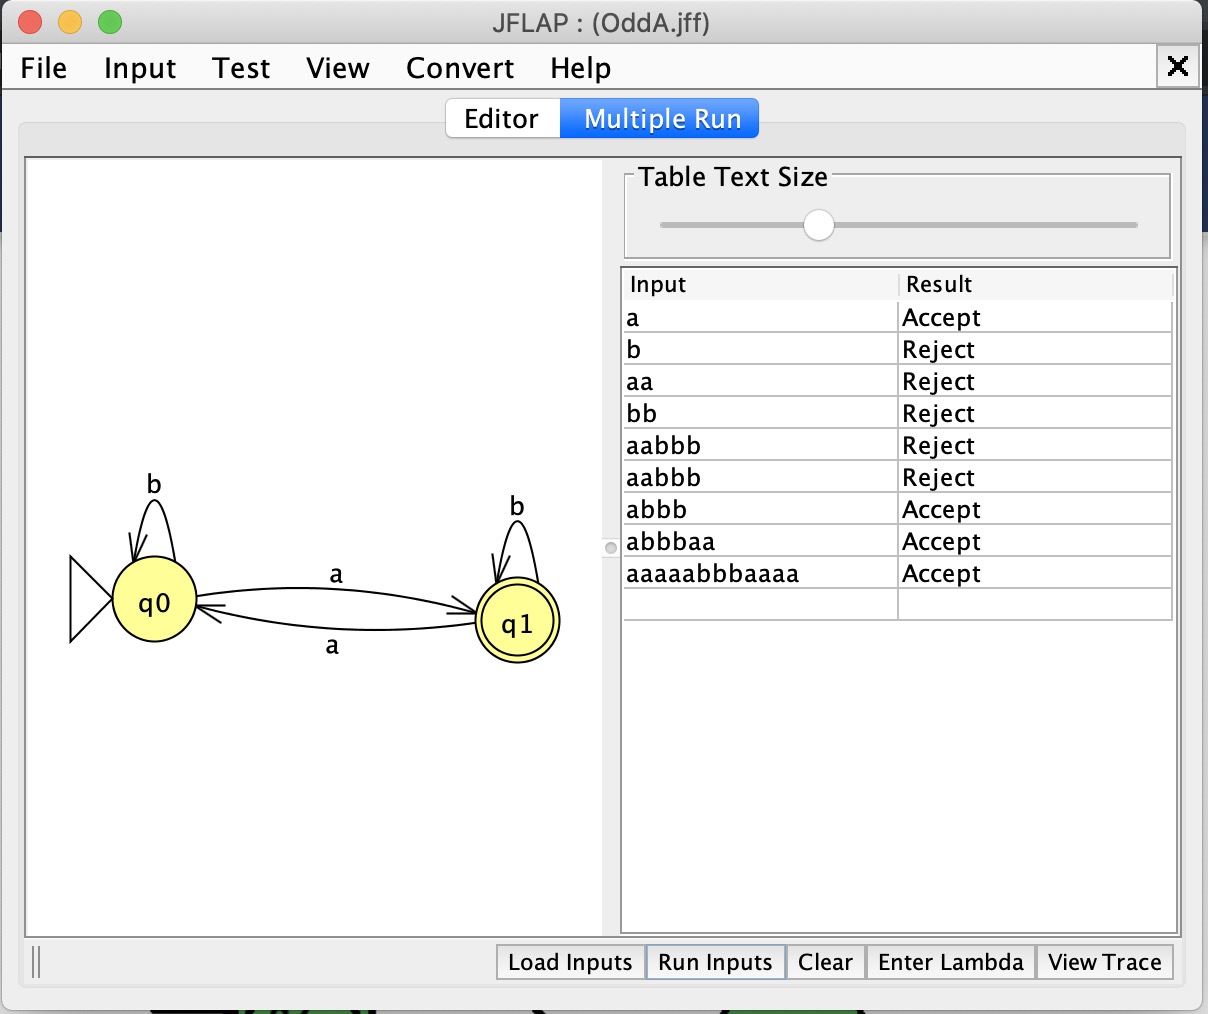 JFLAP : (OddA.jff)
File Input Test View Convert Help
Editor Multiple Run
Table Text Size
Input Result
a Accept
b Reject
aa Reject
bb Reject
aabbb Reject
aabbb Reject
abbb Accept
abbbaa Accept
aaaaabbbaaaa Accept
b
b
a
q0
q1
a
Load Inputs Run Inputs Clear Enter Lambda View Trace